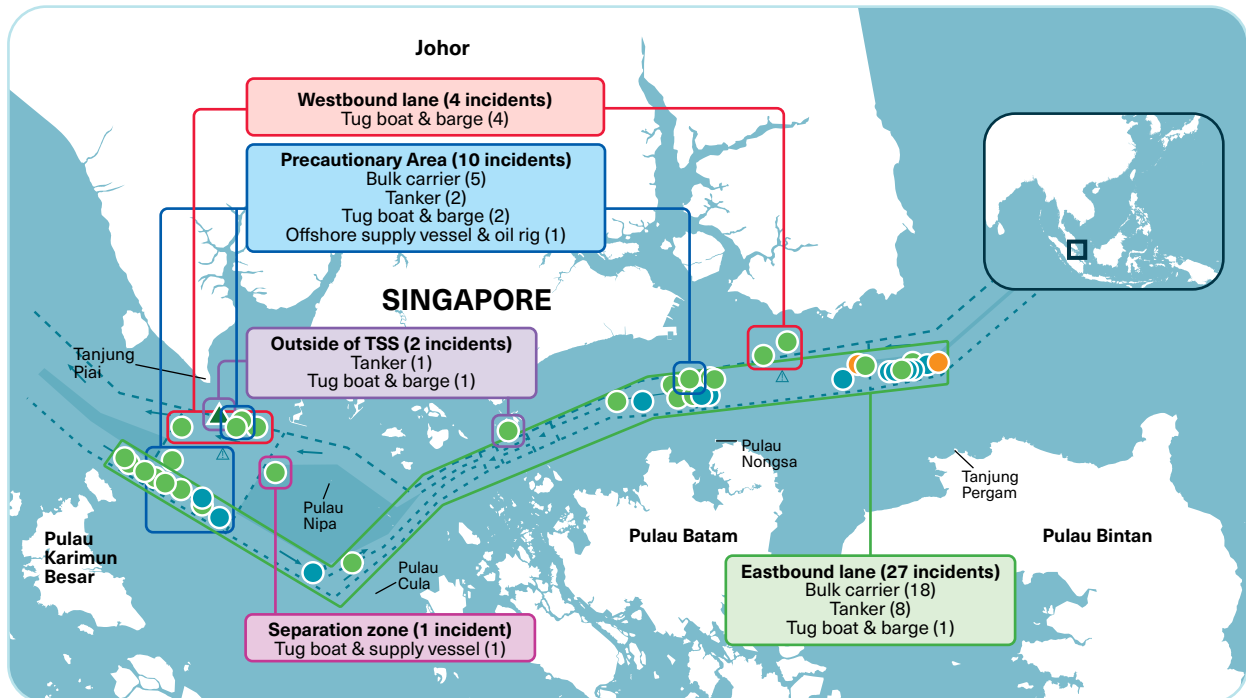 Johor
Westbound lane (4 incidents)
Tug boat & barge (4)
Precautionary Area (10 incidents)
Bulk carrier (5)
Tanker (2)
Tug boat & barge (2)
Offshore supply vessel & oil rig (1)
SINGAPORE
Outside of TSS (2 incidents)
Tanker (1)
Tug boat & barge (1)
Tanjung
Piai
Pulau
Nongsa
Tanjung
Pergam
Pulau
Nipa
Pulau
Karimun
Besar
Pulau Batam
Pulau Bintan
Pulau
Cula
Eastbound lane (27 incidents)
Bulk carrier (18)
Tanker (8)
Tug boat & barge (1)
Separation zone (1 incident)
Tug boat & supply vessel (1)